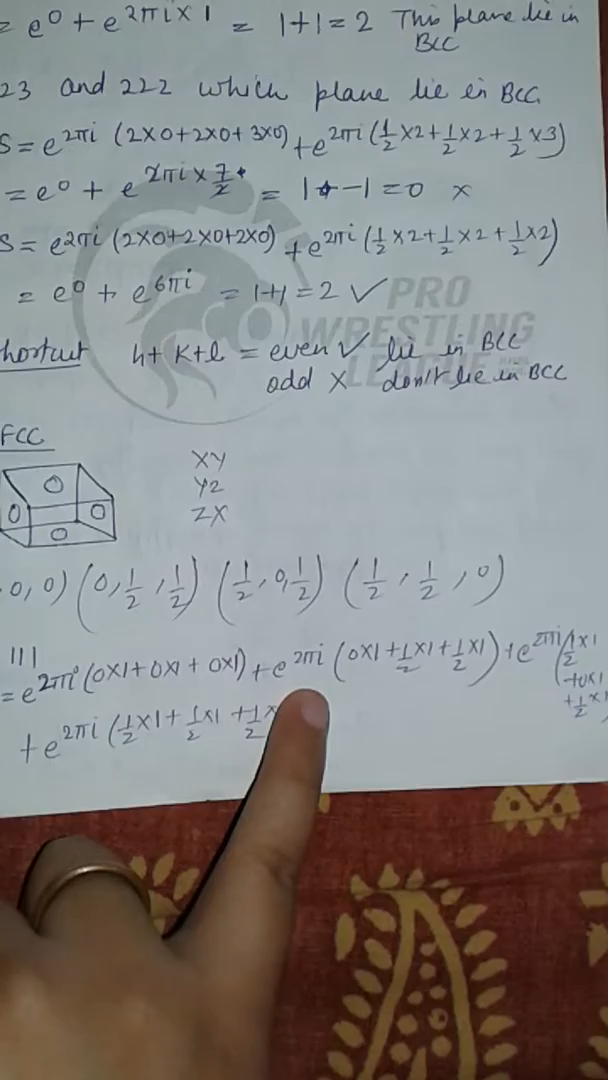 = e⁰ + e^2πi×1 = 1+1=2 This plane lie in
BCC
23 and 222 which plane lie in BCC
S = e^2πi (2×0+2×0+3×0) + e^2πi (1/2×2+1/2×2+1/2×3)
= e⁰ + e^2πi×7/2 = 1+-1=0 ×
S = e^2πi (2×0+2×0+2×0) + e^2πi (1/2×2+1/2×2+1/2×2)
= e⁰ + e^6πi = 1+1=2 ✓
PRO
WRESTLING
LEAGUE
hortcut h+k+l = even ✓ lie in BCC
odd × don't lie in BCC
FCC
XY
YZ
ZX
0,0) (0,1/2,1/2) (1/2,0,1/2) (1/2,1/2,0)
111
= e^2πi (0×1+0×1+0×1) + e^2πi (0×1+1/2×1+1/2×1) + e^2πi (1/2×1
+0×1
+1/2×1
+ e^2πi (1/2×1+1/2×1+1/2×